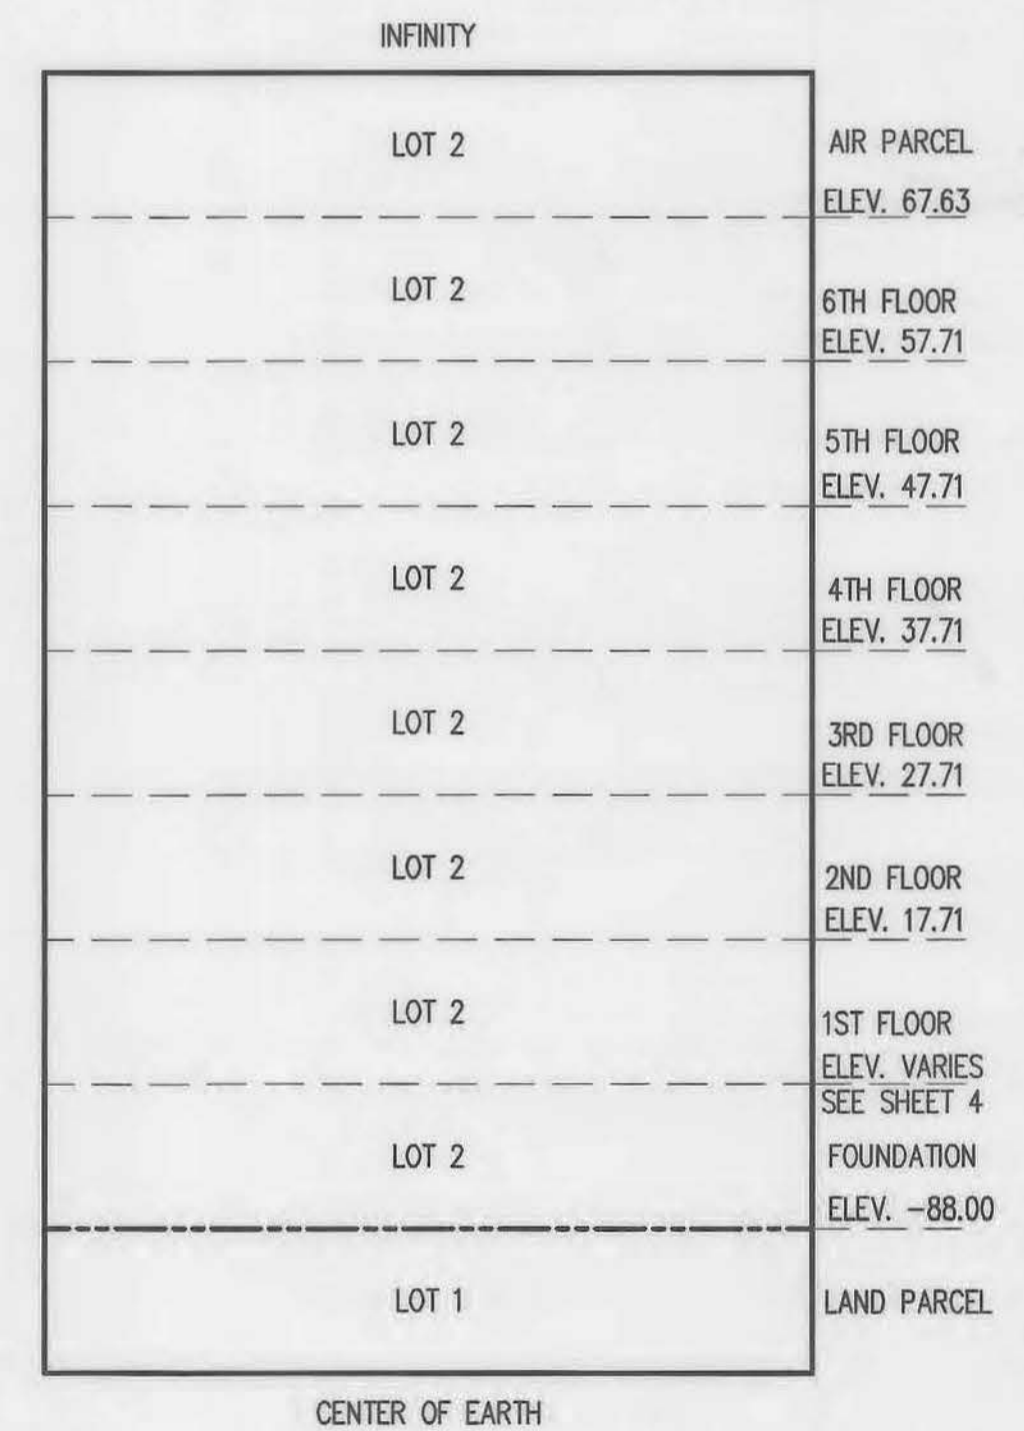 INFINITY
LOT 2
AIR PARCEL
ELEV. 67.63
LOT 2
6TH FLOOR
ELEV. 57.71
LOT 2
5TH FLOOR
ELEV. 47.71
LOT 2
4TH FLOOR
ELEV. 37.71
LOT 2
3RD FLOOR
ELEV. 27.71
LOT 2
2ND FLOOR
ELEV. 17.71
LOT 2
1ST FLOOR
ELEV. VARIES
SEE SHEET 4
LOT 2
FOUNDATION
ELEV. -88.00
LOT 1
LAND PARCEL
CENTER OF EARTH